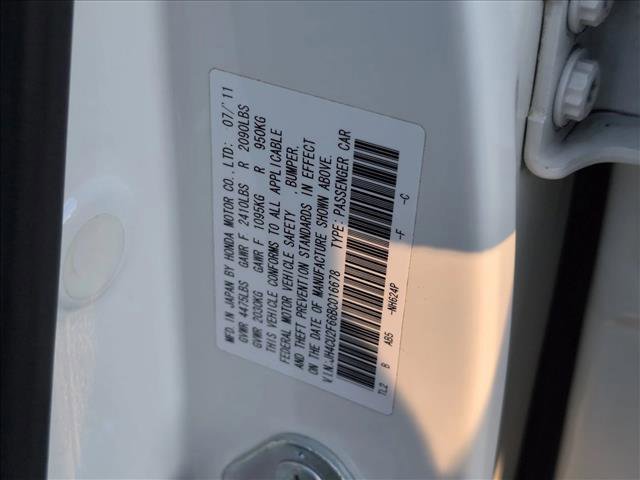 MFD. IN JAPAN BY HONDA MOTOR CO., LTD: 07/'11
GVWR 4475LBS GAWR F 2410LBS R 2090LBS
GVWR 2030KG GAWR F 1095KG R 950KG
THIS VEHICLE CONFORMS TO ALL APPLICABLE
FEDERAL MOTOR VEHICLE SAFETY , BUMPER,
AND THEFT PREVENTION STANDARDS IN EFFECT
ON THE DATE OF MANUFACTURE SHOWN ABOVE.
V.I.N:JH4CU2F66BC016678 TYPE: PASSENGER CAR
TL2 B AB5 -NH624P -F -C